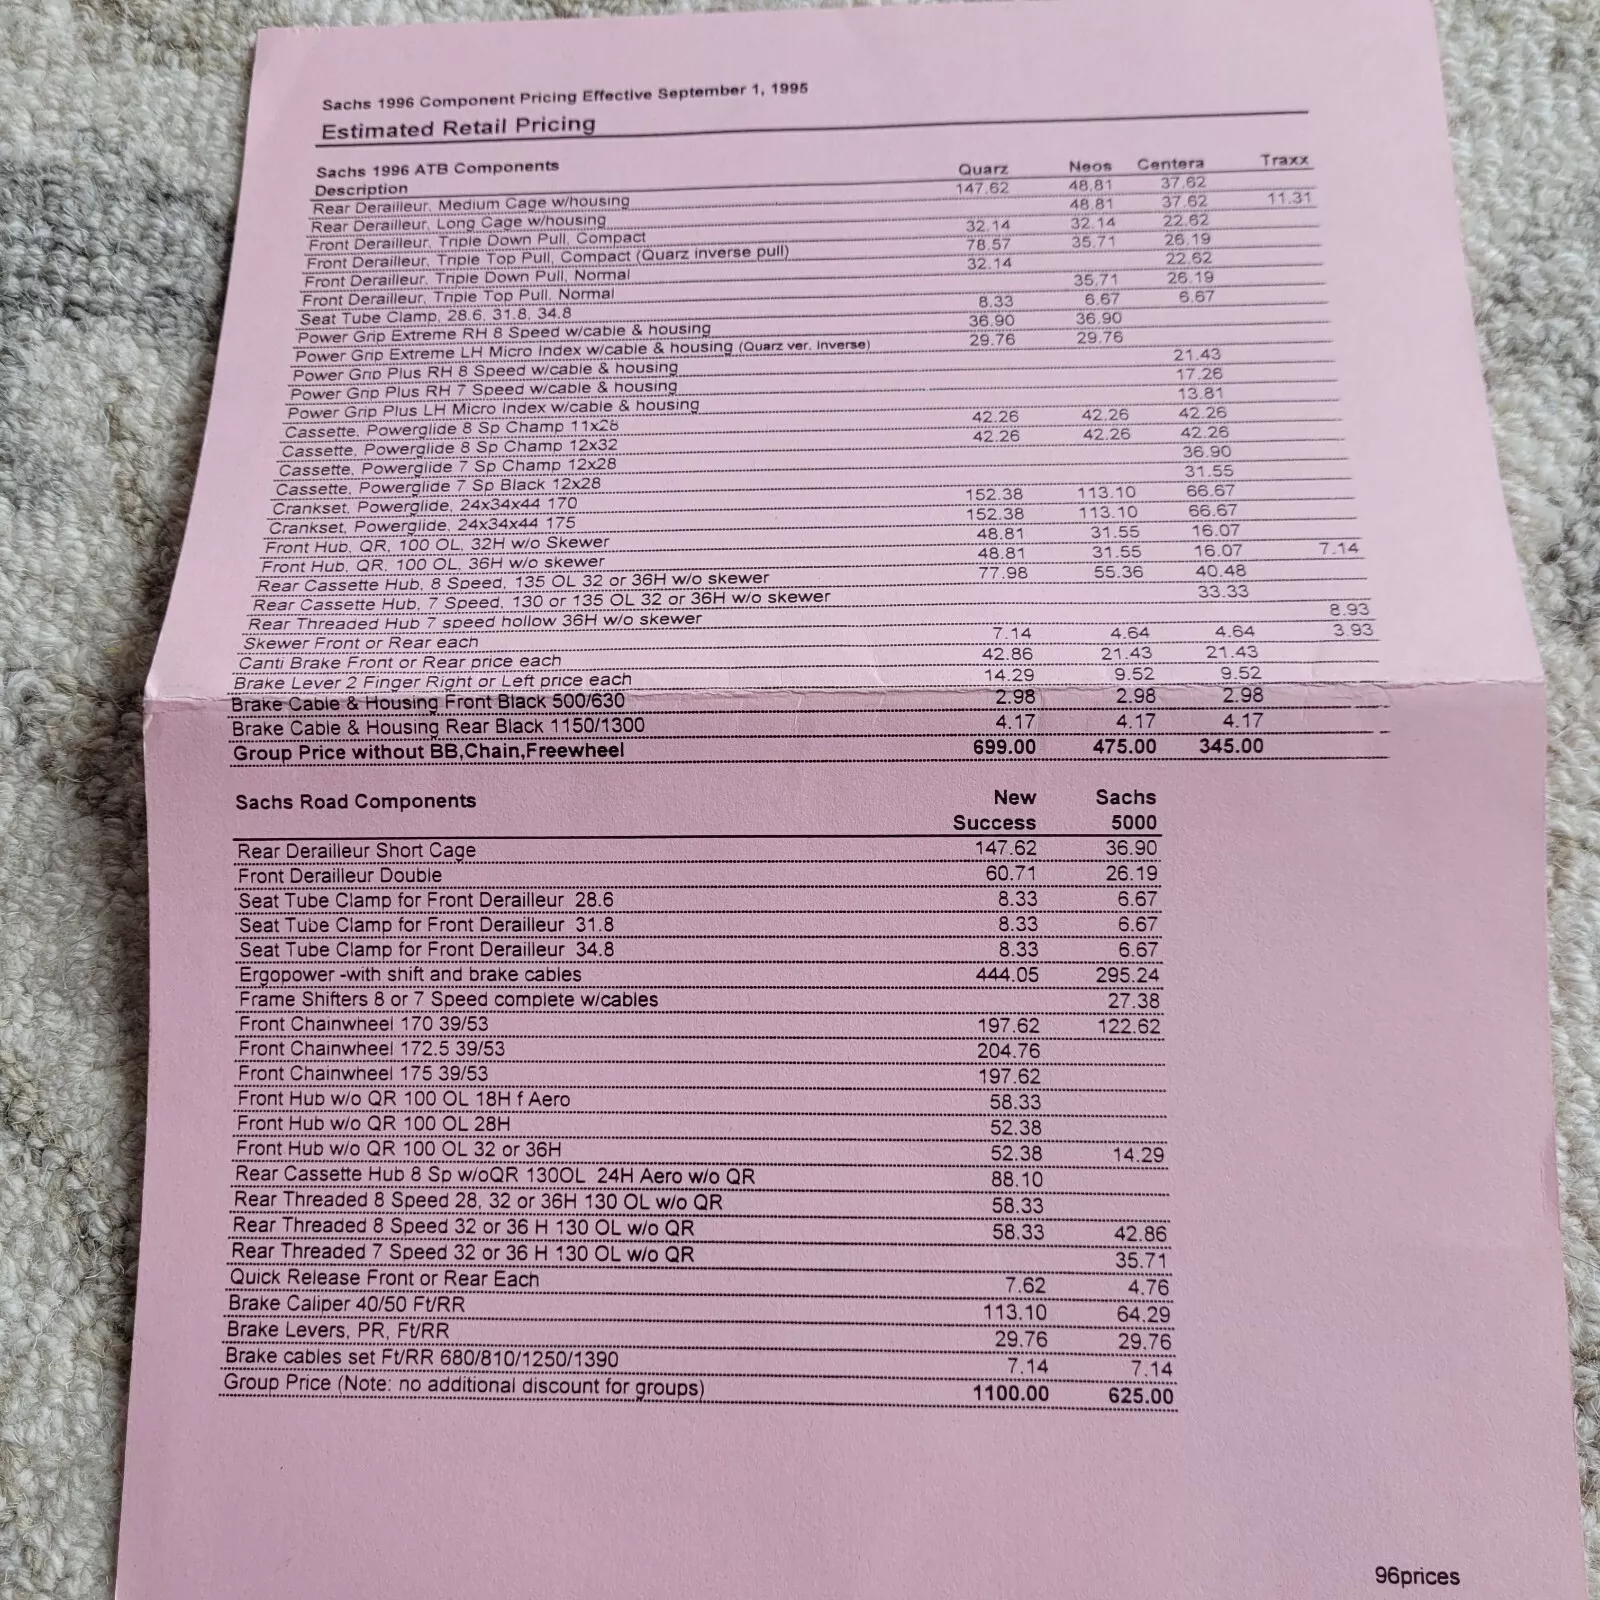 Sachs 1996 Component Pricing Effective September 1, 1995
Estimated Retail Pricing
Sachs 1996 ATB Components
Description Quarz Neos Centera Traxx
Rear Derailleur, Medium Cage w/housing 147.62 48.81 37.62
Rear Derailleur, Long Cage w/housing 48.81 37.62 11.31
Front Derailleur, Triple Down Pull, Compact 32.14 32.14 22.62
Front Derailleur, Triple Top Pull, Compact (Quarz inverse pull) 78.57 35.71 26.19
Front Derailleur, Triple Down Pull, Normal 32.14 22.62
Front Derailleur, Triple Top Pull, Normal 35.71 26.19
Seat Tube Clamp, 28.6, 31.8, 34.8 8.33 6.67 6.67
Power Grip Extreme RH 8 Speed w/cable & housing 36.90 36.90
Power Grip Extreme LH Micro Index w/cable & housing (Quarz ver. Inverse) 29.76 29.76
Power Grip Plus RH 8 Speed w/cable & housing 21.43
Power Grip Plus RH 7 Speed w/cable & housing 17.26
Power Grip Plus LH Micro Index w/cable & housing 13.81
Cassette, Powerglide 8 Sp Champ 11x28 42.26 42.26 42.26
Cassette, Powerglide 8 Sp Champ 12x32 42.26 42.26 42.26
Cassette, Powerglide 7 Sp Champ 12x28 36.90
Cassette, Powerglide 7 Sp Black 12x28 31.55
Crankset, Powerglide, 24x34x44 170 152.38 113.10 66.67
Crankset, Powerglide, 24x34x44 175 152.38 113.10 66.67
Front Hub, QR, 100 OL, 32H w/o Skewer 48.81 31.55 16.07
Front Hub, QR, 100 OL, 36H w/o skewer 48.81 31.55 16.07 7.14
Rear Cassette Hub, 8 Speed, 135 OL 32 or 36H w/o skewer 77.98 55.36 40.48
Rear Cassette Hub, 7 Speed, 130 or 135 OL 32 or 36H w/o skewer 33.33
Rear Threaded Hub 7 speed hollow 36H w/o skewer 8.93
Skewer Front or Rear each 7.14 4.64 4.64 3.93
Canti Brake Front or Rear price each 42.86 21.43 21.43
Brake Lever 2 Finger Right or Left price each 14.29 9.52 9.52
Brake Cable & Housing Front Black 500/630 2.98 2.98 2.98
Brake Cable & Housing Rear Black 1150/1300 4.17 4.17 4.17
Group Price without BB,Chain,Freewheel 699.00 475.00 345.00
Sachs Road Components New Sachs
Success 5000
Rear Derailleur Short Cage 147.62 36.90
Front Derailleur Double 60.71 26.19
Seat Tube Clamp for Front Derailleur 28.6 8.33 6.67
Seat Tube Clamp for Front Derailleur 31.8 8.33 6.67
Seat Tube Clamp for Front Derailleur 34.8 8.33 6.67
Ergopower -with shift and brake cables 444.05 295.24
Frame Shifters 8 or 7 Speed complete w/cables 27.38
Front Chainwheel 170 39/53 197.62 122.62
Front Chainwheel 172.5 39/53 204.76
Front Chainwheel 175 39/53 197.62
Front Hub w/o QR 100 OL 18H f Aero 58.33
Front Hub w/o QR 100 OL 28H 52.38
Front Hub w/o QR 100 OL 32 or 36H 52.38 14.29
Rear Cassette Hub 8 Sp w/oQR 130OL 24H Aero w/o QR 88.10
Rear Threaded 8 Speed 28, 32 or 36H 130 OL w/o QR 58.33
Rear Threaded 8 Speed 32 or 36 H 130 OL w/o QR 58.33 42.86
Rear Threaded 7 Speed 32 or 36 H 130 OL w/o QR 35.71
Quick Release Front or Rear Each 7.62 4.76
Brake Caliper 40/50 Ft/RR 113.10 64.29
Brake Levers, PR, Ft/RR 29.76 29.76
Brake cables set Ft/RR 680/810/1250/1390 7.14 7.14
Group Price (Note: no additional discount for groups) 1100.00 625.00
96prices